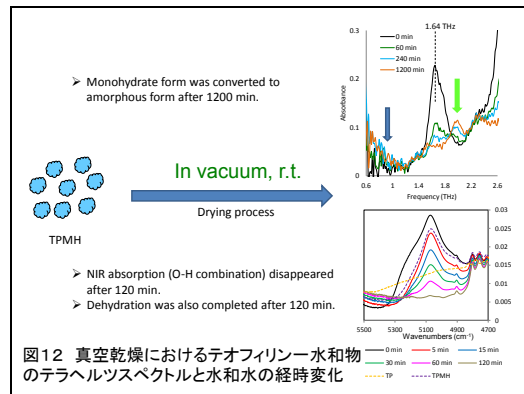 1.64 THz
0 min
60 min
240 min
1200 min
0.3
0.2
0.1
0
Absorbance
0.6
1
1.4
1.8
2.2
2.6
Frequency (THz)
➤ Monohydrate form was converted to
amorphous form after 1200 min.
In vacuum, r.t.
Drying process
TPMH
0.03
0.025
0.02
0.015
0.01
0.005
0
5500
5300
5100
4900
4700
Wavenumbers (cm⁻¹)
0 min
5 min
15 min
30 min
60 min
120 min
TP
TPMH
➤ NIR absorption (O-H combination) disappeared
after 120 min.
➤ Dehydration was also completed after 120 min.
図12 真空乾燥におけるテオフィリン一水和物
のテラヘルツスペクトルと水和水の経時変化